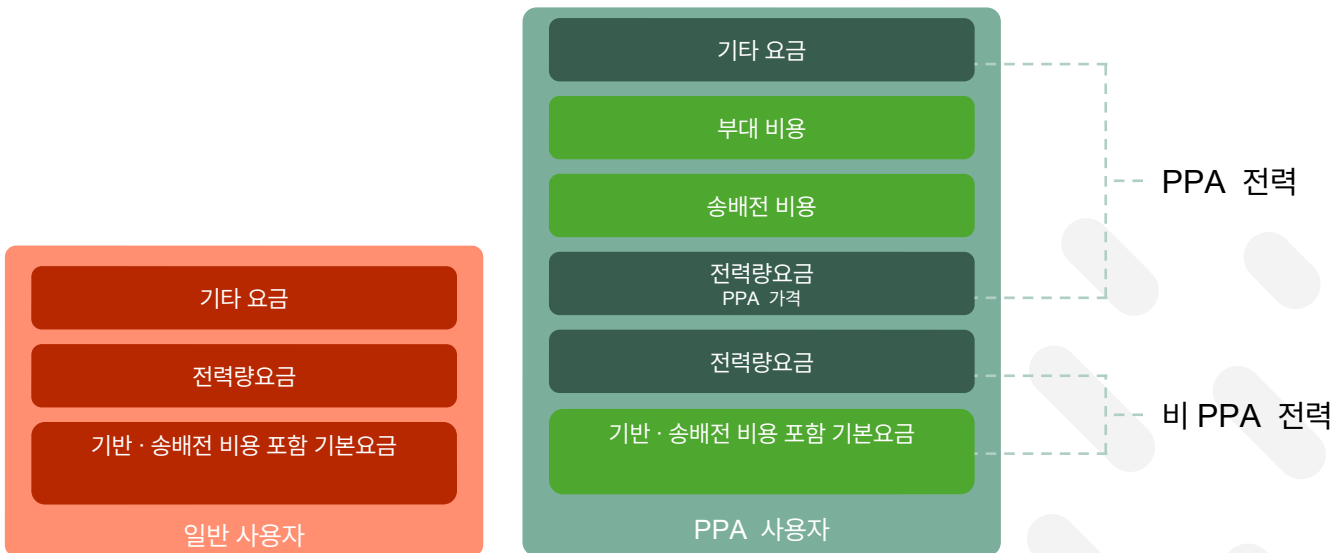 기타 요금
전력량요금
기반 · 송배전 비용 포함 기본요금
일반 사용자
기타 요금
부대 비용
송배전 비용
전력량요금
PPA 가격
전력량요금
기반 · 송배전 비용 포함 기본요금
PPA 사용자
PPA 전력
비 PPA 전력